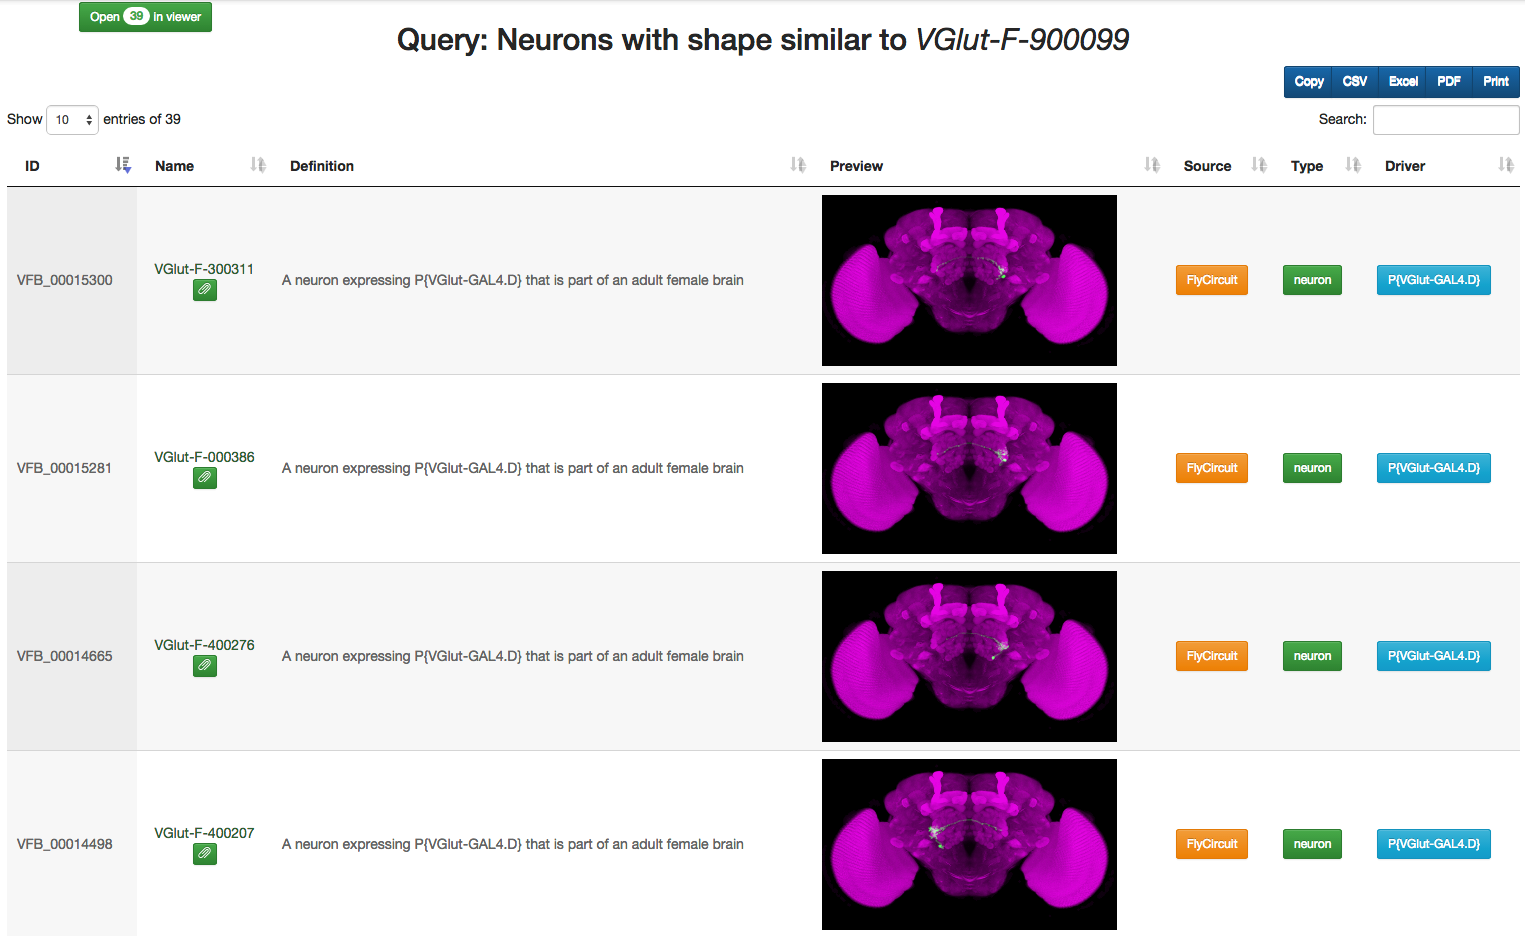 Open 39 in viewer
Query: Neurons with shape similar to VGlut-F-900099
Copy CSV Excel PDF Print
Show 10 entries of 39
Search:
ID Name Definition Preview Source Type Driver
VFB_00015300 VGlut-F-300311 A neuron expressing P{VGlut-GAL4.D} that is part of an adult female brain FlyCircuit neuron P{VGlut-GAL4.D}
VFB_00015281 VGlut-F-000386 A neuron expressing P{VGlut-GAL4.D} that is part of an adult female brain FlyCircuit neuron P{VGlut-GAL4.D}
VFB_00014665 VGlut-F-400276 A neuron expressing P{VGlut-GAL4.D} that is part of an adult female brain FlyCircuit neuron P{VGlut-GAL4.D}
VFB_00014498 VGlut-F-400207 A neuron expressing P{VGlut-GAL4.D} that is part of an adult female brain FlyCircuit neuron P{VGlut-GAL4.D}